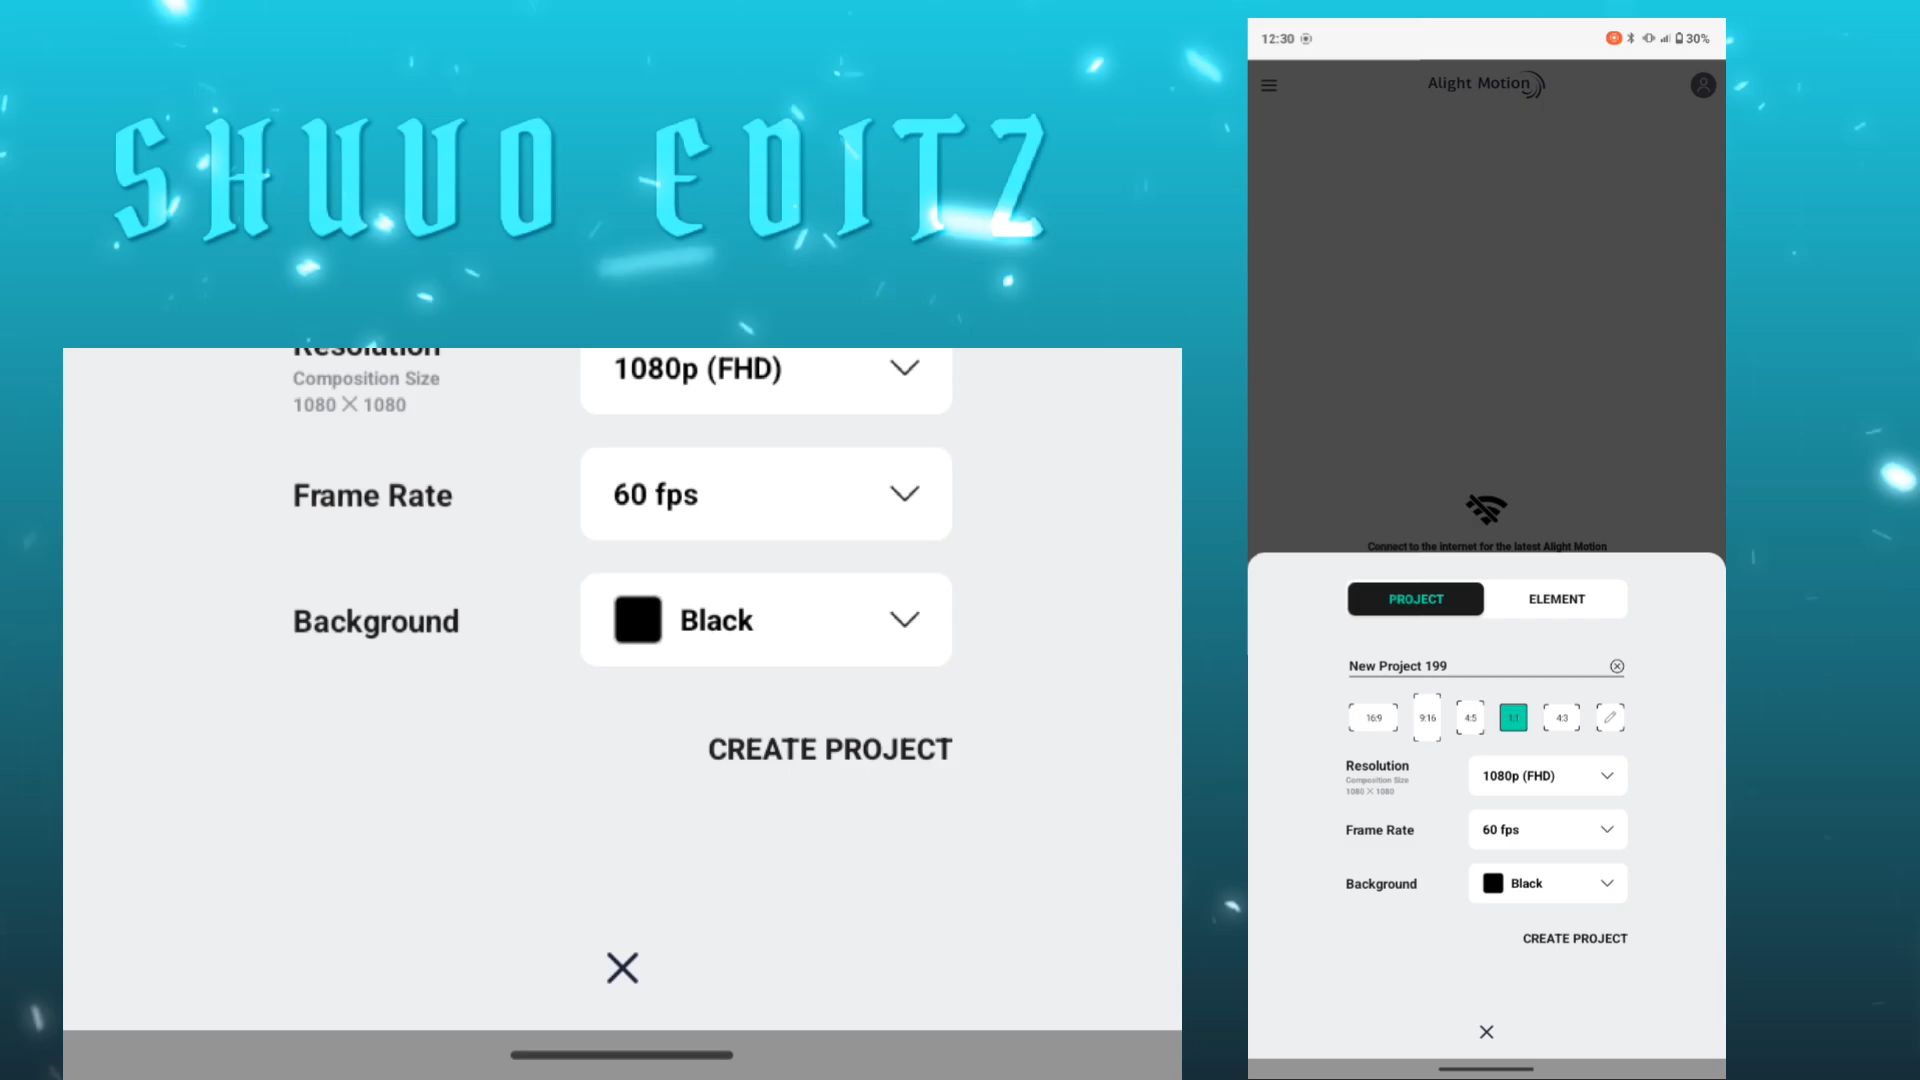 SHUVO EDITZ
Resolution
Composition Size
1080 × 1080
1080p (FHD)
Frame Rate
60 fps
Background
Black
CREATE PROJECT
12:30
30%
Alight Motion
Connect to the internet for the latest Alight Motion
PROJECT
ELEMENT
New Project 199
16:9
9:16
4:5
1:1
4:3
Resolution
Composition Size
1080 × 1080
1080p (FHD)
Frame Rate
60 fps
Background
Black
CREATE PROJECT